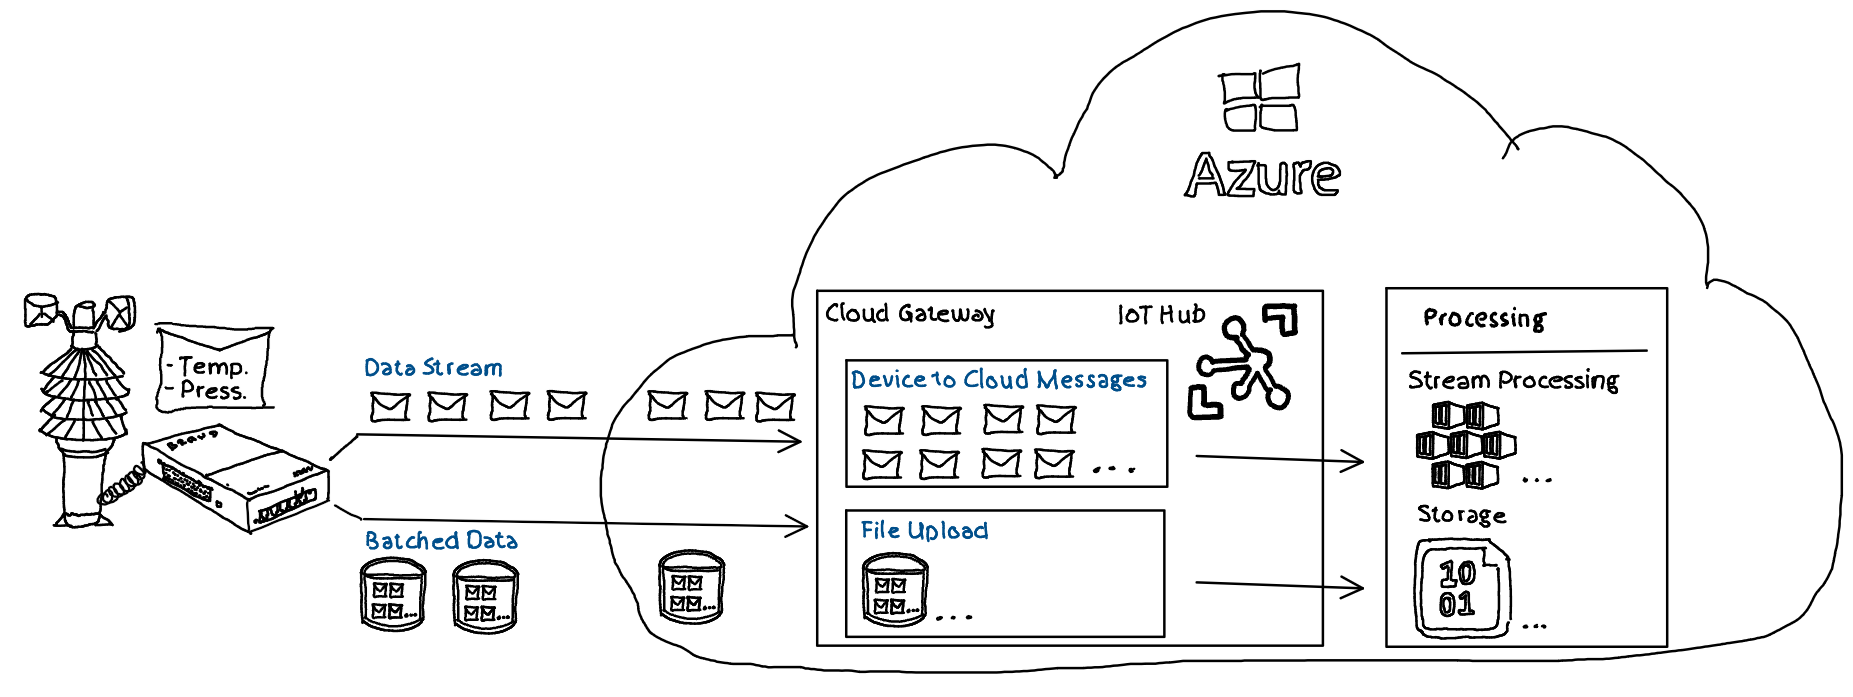 Azure
- Temp.
- Press.
Data Stream
Batched Data
...
...
...
Cloud Gateway
IoT Hub
Device to Cloud Messages
...
File Upload
...
...
Processing
Stream Processing
...
Storage
10
01
...